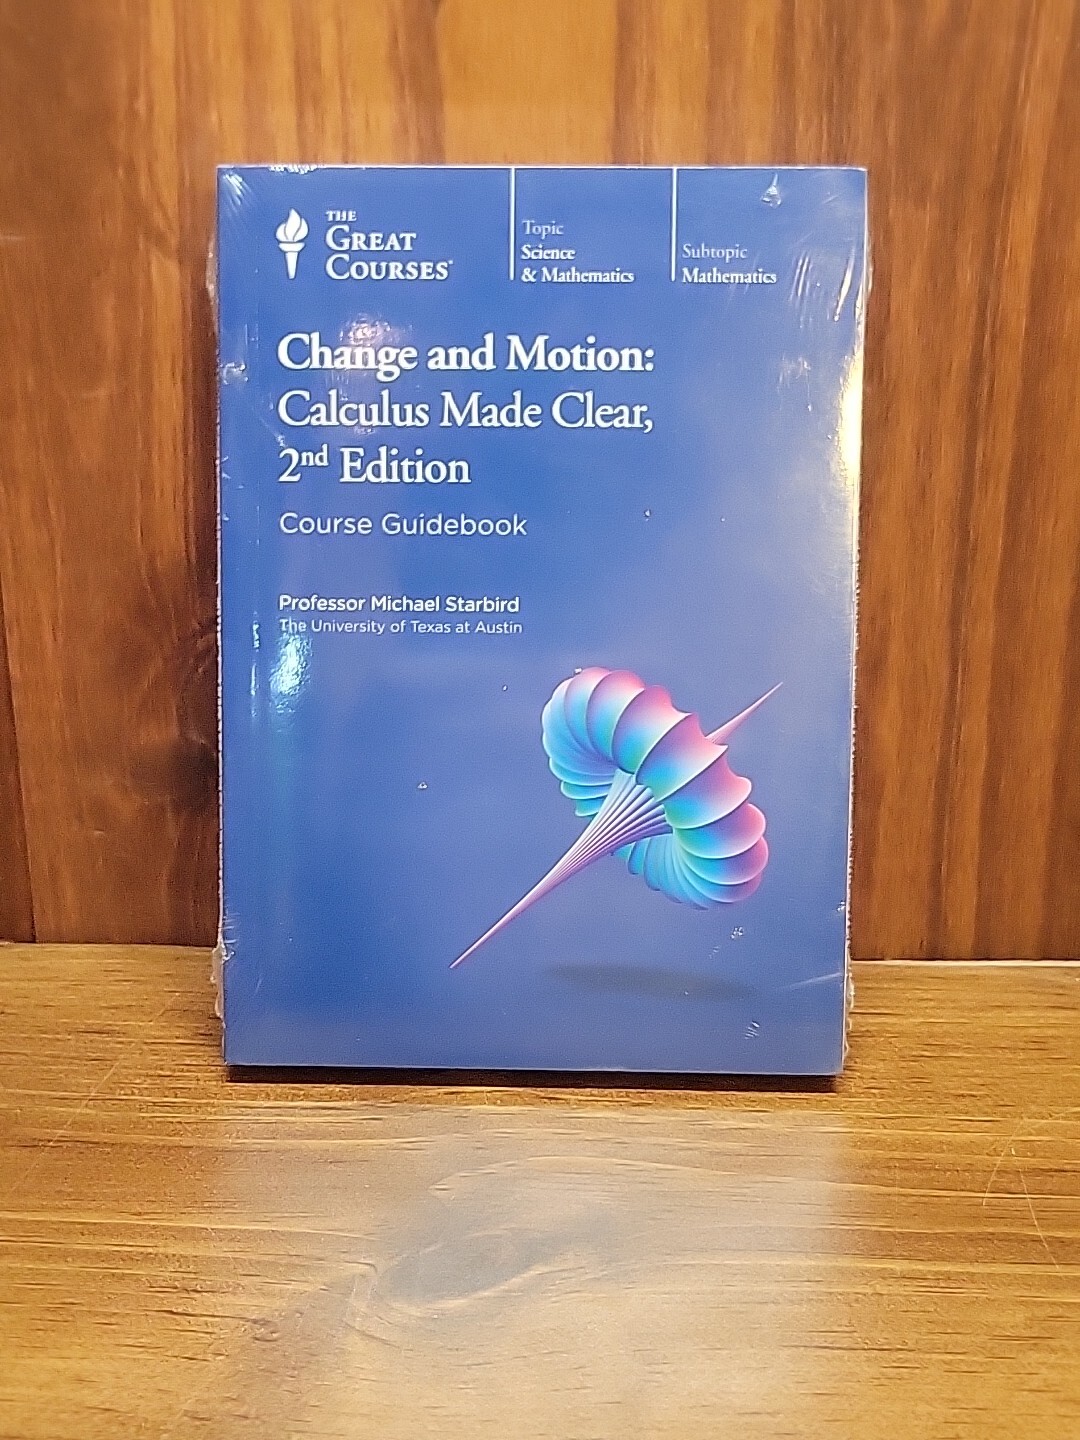 THE
GREAT
COURSES®
Topic
Science
& Mathematics
Subtopic
Mathematics
Change and Motion:
Calculus Made Clear,
2nd Edition
Course Guidebook
Professor Michael Starbird
The University of Texas at Austin